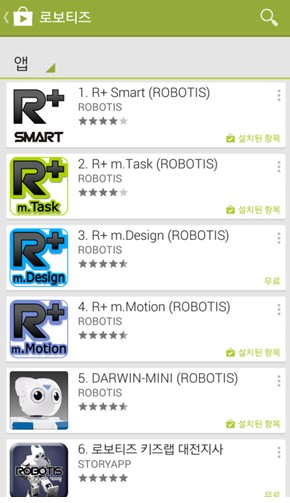 로보티즈
앱
R+
SMART
1. R+ Smart (ROBOTIS)
ROBOTIS
설치된 항목
R+
m.Task
2. R+ m.Task (ROBOTIS)
ROBOTIS
설치된 항목
R+
m.Design
3. R+ m.Design (ROBOTIS)
ROBOTIS
무료
R+
m.Motion
4. R+ m.Motion (ROBOTIS)
ROBOTIS
설치된 항목
5. DARWIN-MINI (ROBOTIS)
ROBOTIS
설치된 항목
ROBOTIS
6. 로보티즈 키즈랩 대전지사
STORYAPP
무료